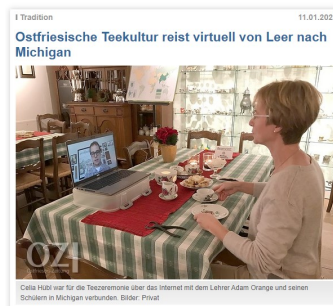 Tradition 11.01.202
Ostfriesische Teekultur reist virtuell von Leer nach
Michigan
OZ
Celia Hübl war für die Teezeremonie über das Internet mit dem Lehrer Adam Orange und seinen
Schülern in Michigan verbunden. Bilder: Privat